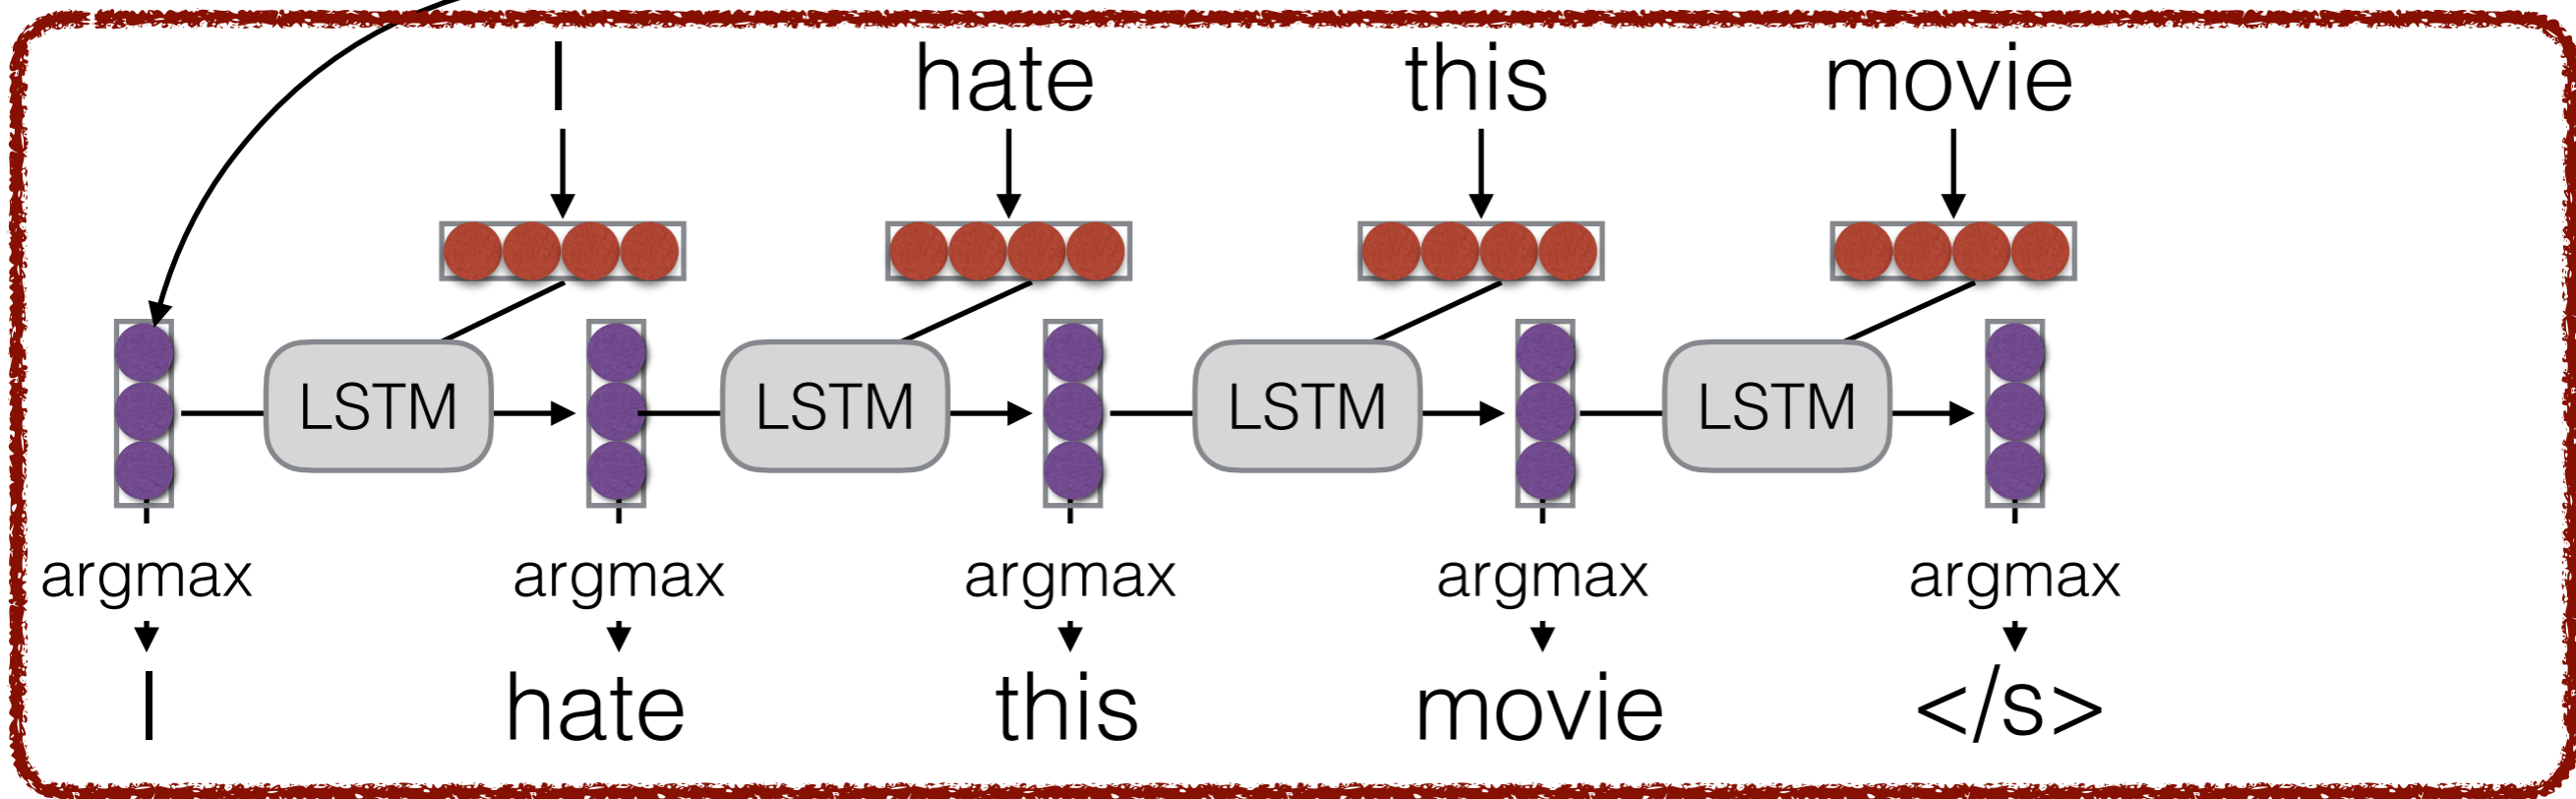 I hate this movie
LSTM LSTM LSTM LSTM
argmax argmax argmax argmax argmax
I hate this movie </s>